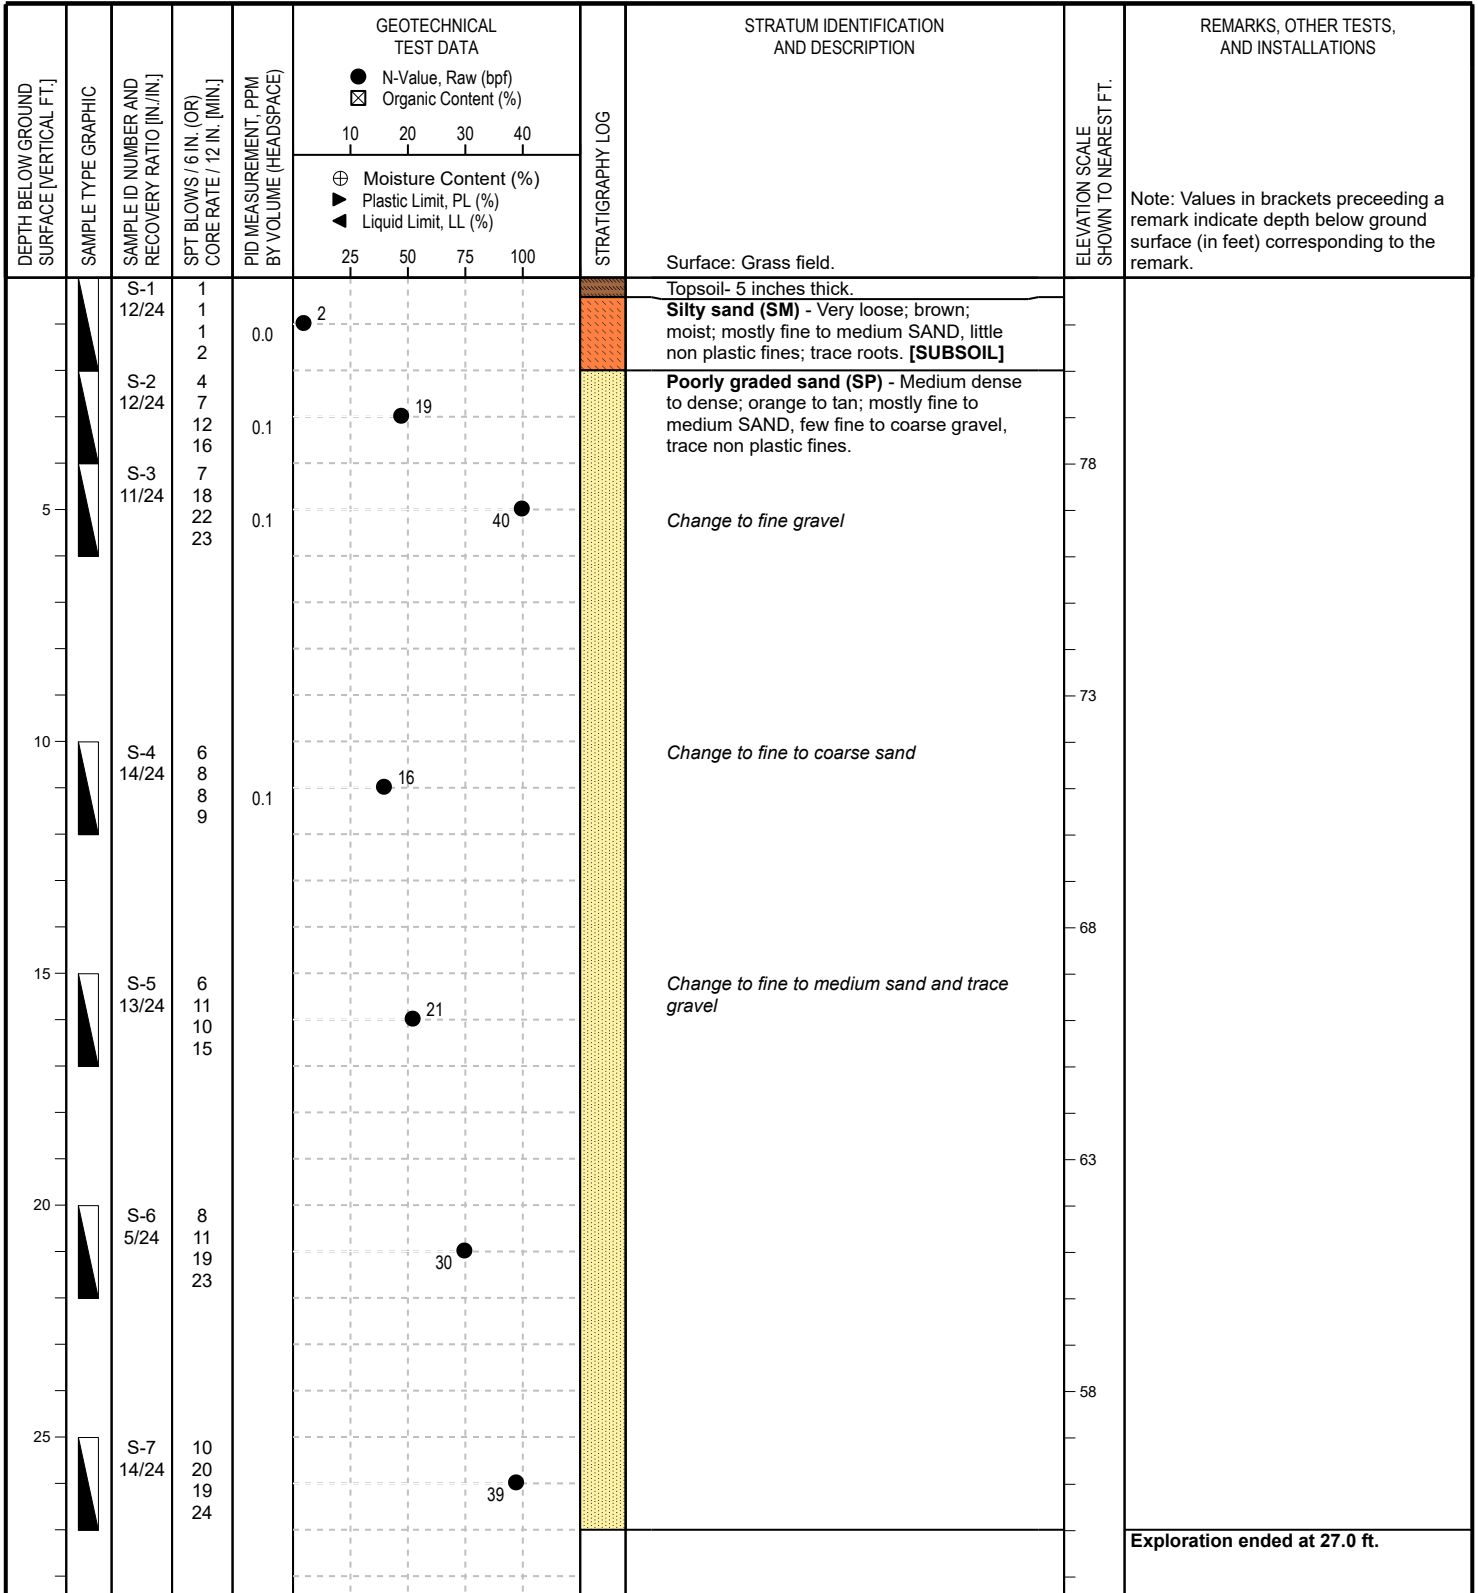 DEPTH BELOW GROUND
SURFACE [VERTICAL FT.]
SAMPLE TYPE GRAPHIC
SAMPLE ID NUMBER AND
RECOVERY RATIO [IN./IN.]
SPT BLOWS / 6 IN. (OR)
CORE RATE / 12 IN. [MIN.]
PID MEASUREMENT, PPM
BY VOLUME (HEADSPACE)
GEOTECHNICAL
TEST DATA
N-Value, Raw (bpf)
Organic Content (%)
10 20 30 40
Moisture Content (%)
Plastic Limit, PL (%)
Liquid Limit, LL (%)
25 50 75 100
STRATIGRAPHY LOG
STRATUM IDENTIFICATION
AND DESCRIPTION
Surface: Grass field.
ELEVATION SCALE
SHOWN TO NEAREST FT.
REMARKS, OTHER TESTS,
AND INSTALLATIONS
Note: Values in brackets preceeding a
remark indicate depth below ground
surface (in feet) corresponding to the
remark.
S-1 1 Topsoil- 5 inches thick.
12/24 1 2 Silty sand (SM) - Very loose; brown;
1 0.0 moist; mostly fine to medium SAND, little
2 non plastic fines; trace roots. [SUBSOIL]
S-2 4 Poorly graded sand (SP) - Medium dense
12/24 7 19 to dense; orange to tan; mostly fine to
12 0.1 medium SAND, few fine to coarse gravel,
16 trace non plastic fines.
78
S-3 7
11/24 18
5 22 0.1 40 Change to fine gravel
23
73
10 S-4 6 Change to fine to coarse sand
14/24 8 16
8 0.1
9
68
15 S-5 6 Change to fine to medium sand and trace
13/24 11 21 gravel
10
15
63
20 S-6 8
5/24 11
19 30
23
58
25 S-7 10
14/24 20
19 39
24
Exploration ended at 27.0 ft.